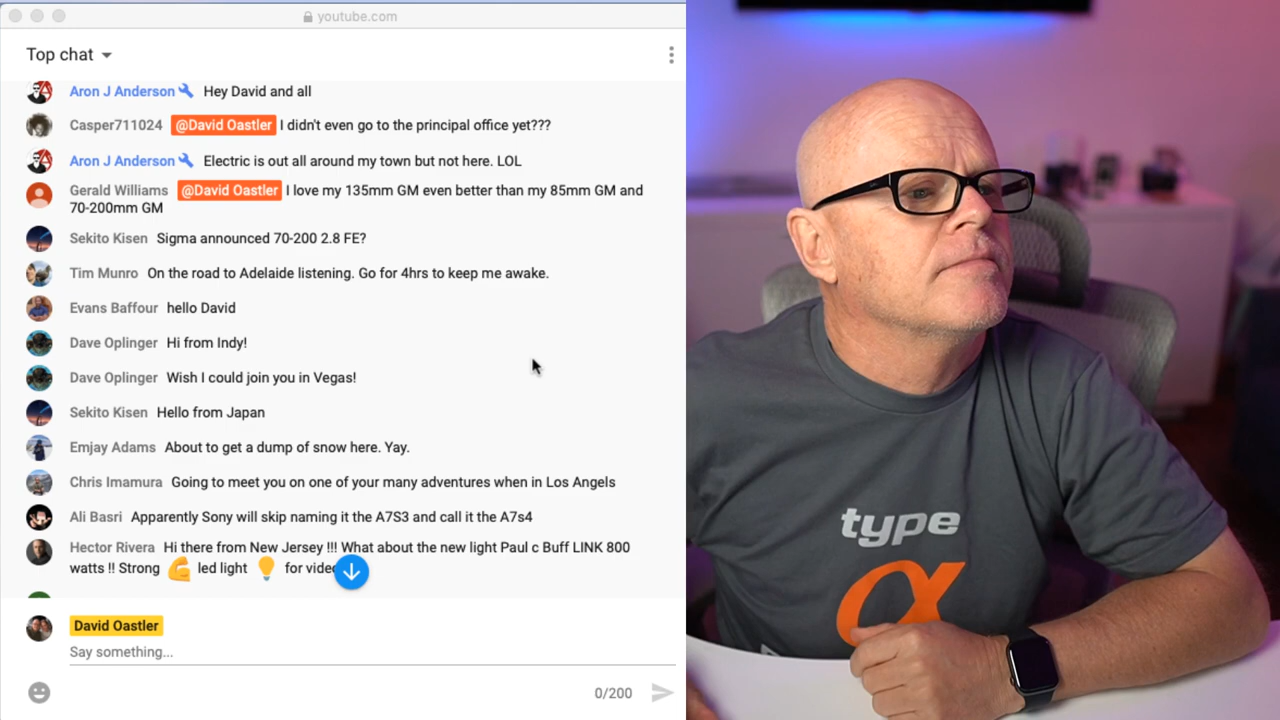 youtube.com
Top chat
Aron J Anderson Hey David and all
Casper711024 @David Oastler I didn't even go to the principal office yet???
Aron J Anderson Electric is out all around my town but not here. LOL
Gerald Williams @David Oastler I love my 135mm GM even better than my 85mm GM and
70-200mm GM
Sekito Kisen Sigma announced 70-200 2.8 FE?
Tim Munro On the road to Adelaide listening. Go for 4hrs to keep me awake.
Evans Baffour hello David
Dave Oplinger Hi from Indy!
Dave Oplinger Wish I could join you in Vegas!
Sekito Kisen Hello from Japan
Emjay Adams About to get a dump of snow here. Yay.
Chris Imamura Going to meet you on one of your many adventures when in Los Angels
Ali Basri Apparently Sony will skip naming it the A7S3 and call it the A7s4
Hector Rivera Hi there from New Jersey !!! What about the new light Paul c Buff LINK 800
watts !! Strong 💪 led light 💡 for vide
David Oastler
Say something...
0/200
type
α